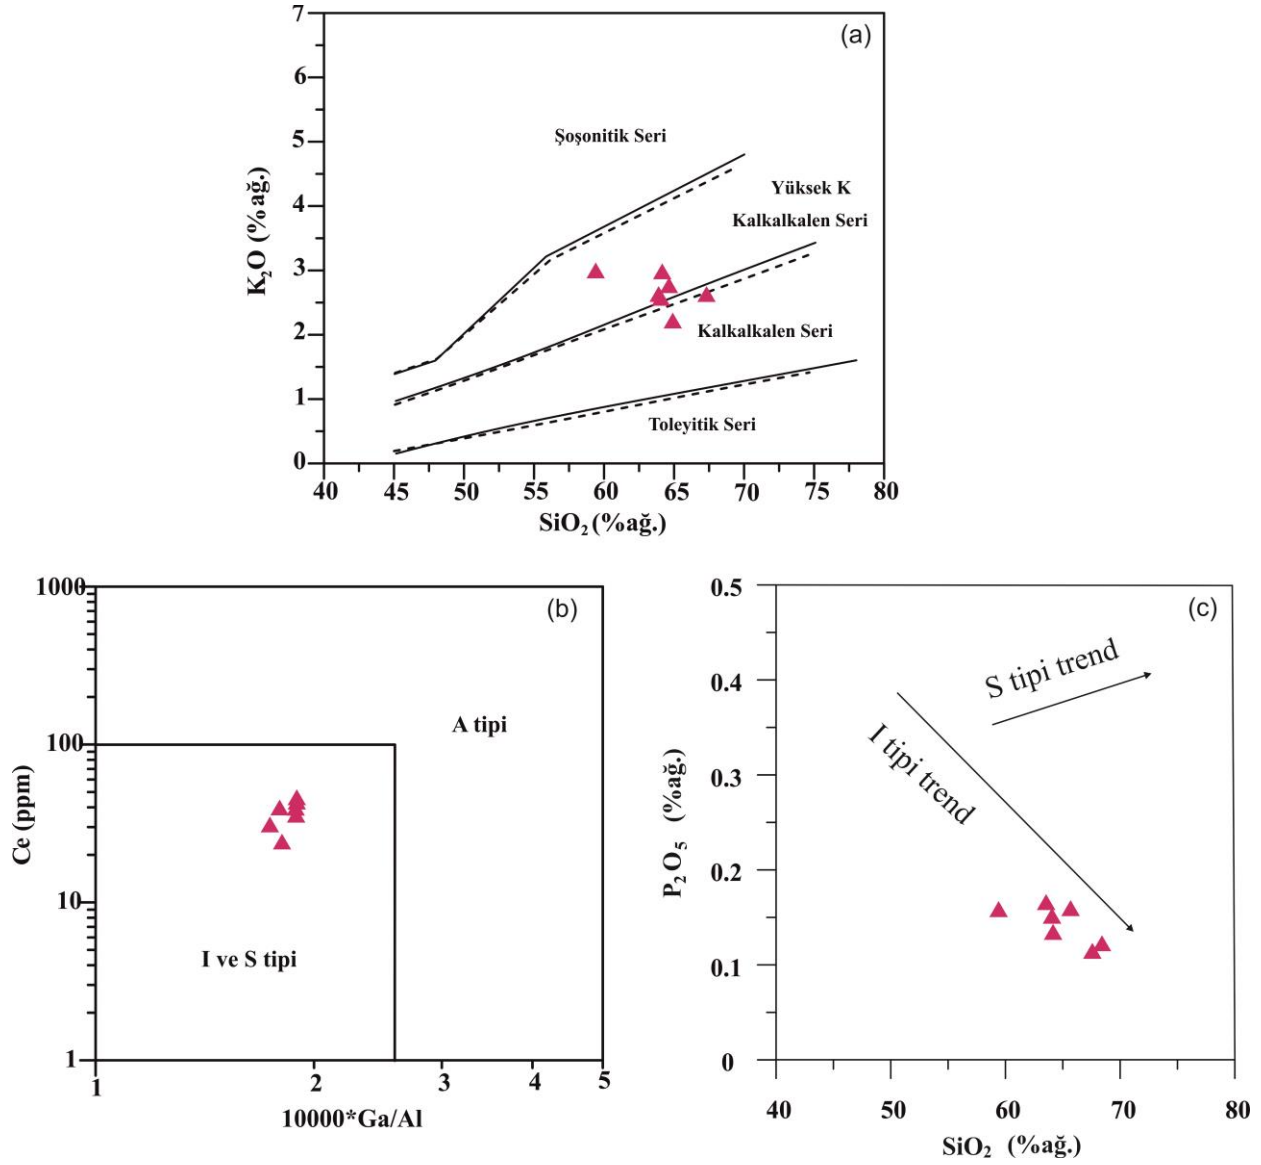 (a)
7
6
5
4
3
2
1
0
K₂O (%ağ.)
Şoşonitik Seri
Yüksek K
Kalkalkalen Seri
Kalkalkalen Seri
Toleyitik Seri
40 45 50 55 60 65 70 75 80
SiO₂ (%ağ.)
(b)
1000
100
10
1
Ce (ppm)
A tipi
I ve S tipi
1 2 3 4 5
10000*Ga/Al
(c)
0.5
0.4
0.3
0.2
0.1
0
P₂O₅ (%ağ.)
S tipi trend
I tipi trend
40 50 60 70 80
SiO₂ (%ağ.)